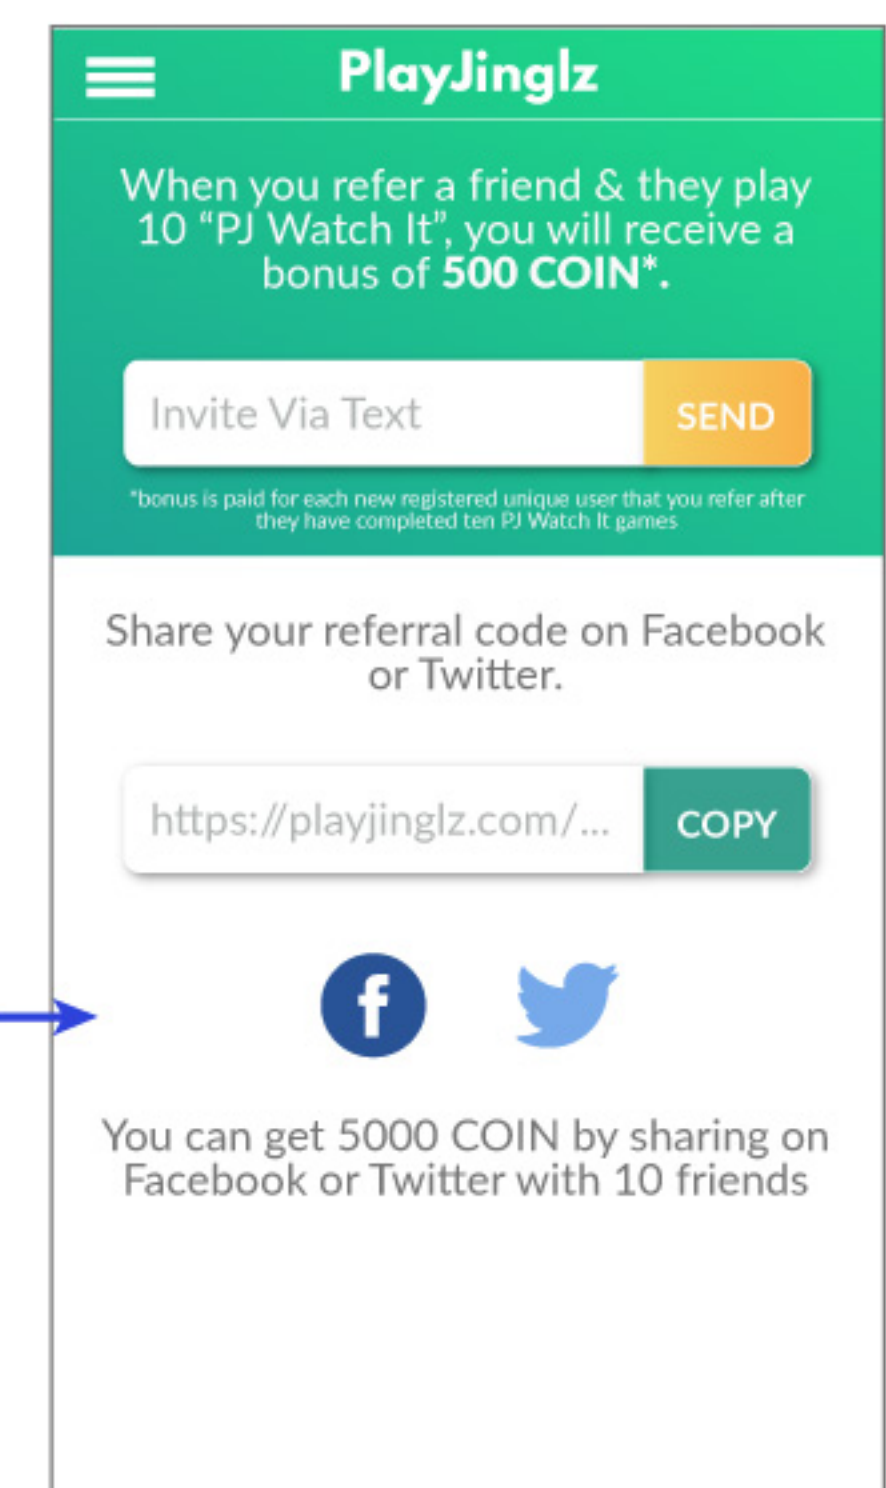 PlayJinglz
When you refer a friend & they play
10 “PJ Watch It”, you will receive a
bonus of 500 COIN*.
Invite Via Text
SEND
*bonus is paid for each new registered unique user that you refer after
they have completed ten PJ Watch It games
Share your referral code on Facebook
or Twitter.
https://playjinglz.com/...
COPY
f
You can get 5000 COIN by sharing on
Facebook or Twitter with 10 friends